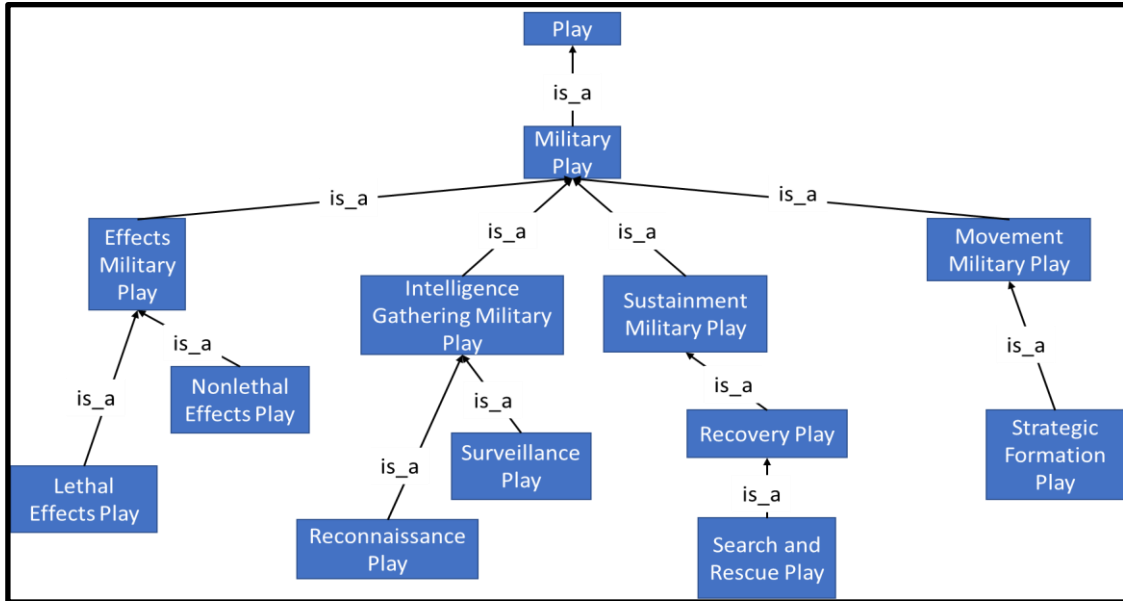 Play
is_a
Military
Play
is_a
is_a
is_a
is_a
Effects
Military
Play
Intelligence
Gathering Military
Play
Sustainment
Military Play
Movement
Military Play
is_a
is_a
is_a
is_a
is_a
is_a
Nonlethal
Effects Play
Lethal
Effects Play
Surveillance
Play
Reconnaissance
Play
Recovery Play
is_a
Search and
Rescue Play
Strategic
Formation
Play